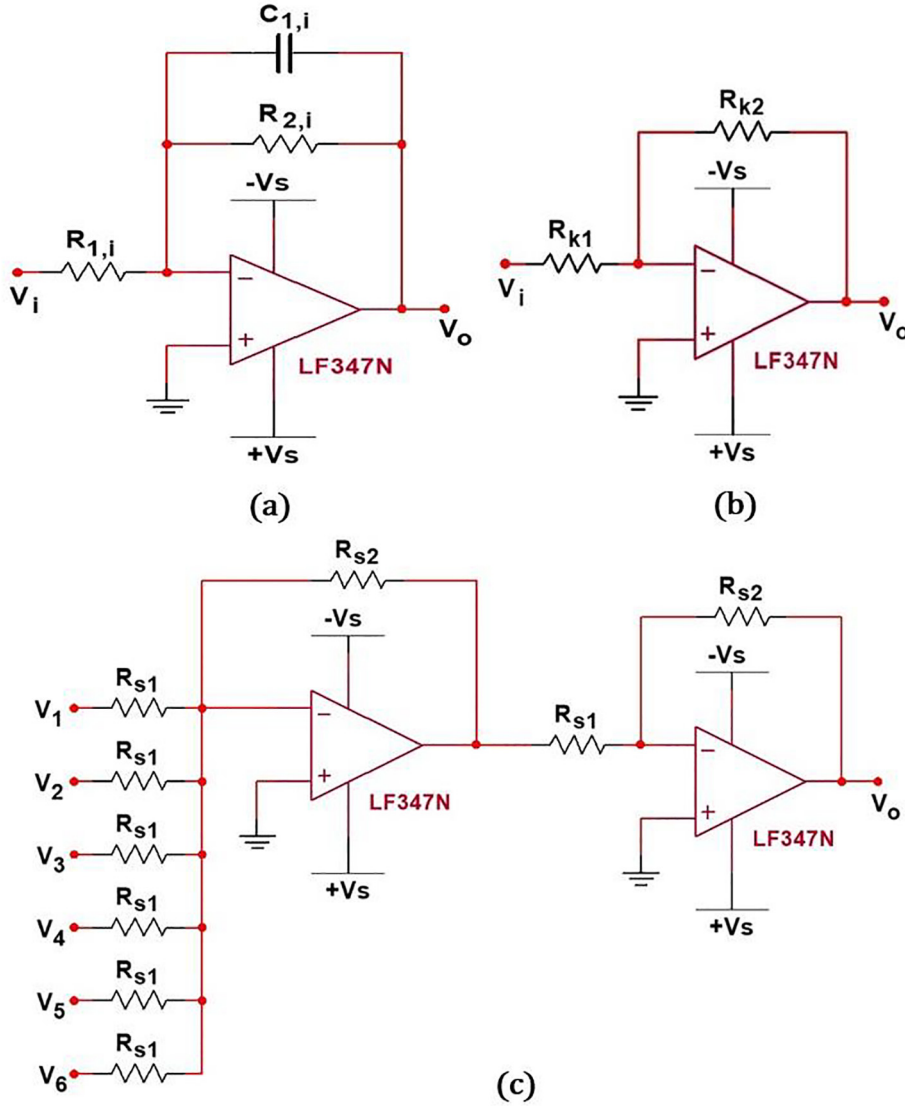 C1,i
R2,i
-Vs
R1,i
Vi
− 
+
Vo
LF347N
+Vs
(a)
Rk2
-Vs
Rk1
Vi
−
+
Vo
LF347N
+Vs
(b)
Rs2
-Vs
V1 Rs1
V2 Rs1
V3 Rs1
V4 Rs1
V5 Rs1
V6 Rs1
−
+
LF347N
+Vs
Rs1
Rs2
-Vs
−
+
Vo
LF347N
+Vs
(c)